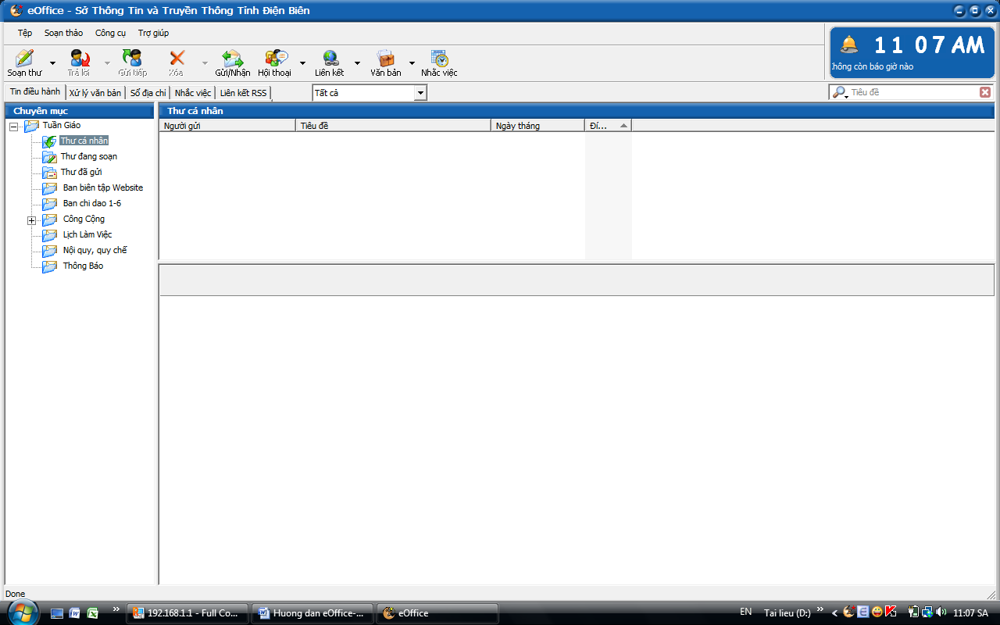 eOffice - Sở Thông Tin và Truyền Thông Tỉnh Điện Biên
Tệp Soạn thảo Công cụ Trợ giúp
11 07 AM
hông còn báo giờ nào
Soạn thư Trả lời Gửi tiếp Xóa Gửi/Nhận Hội thoại Liên kết Văn bản Nhắc việc
Tin điều hành Xử lý văn bản Sổ địa chỉ Nhắc việc Liên kết RSS Tất cả Tiêu đề
Chuyên mục
Thư cá nhân
Người gửi Tiêu đề Ngày tháng Đí...
Tuần Giáo
Thư cá nhân
Thư đang soạn
Thư đã gửi
Ban biên tập Website
Ban chi dao 1-6
Công Cộng
Lịch Làm Việc
Nội quy, quy chế
Thông Báo
Done
192.168.1.1 - Full Co... Huong dan eOffice-... eOffice EN Tai lieu (D:) 11:07 SA